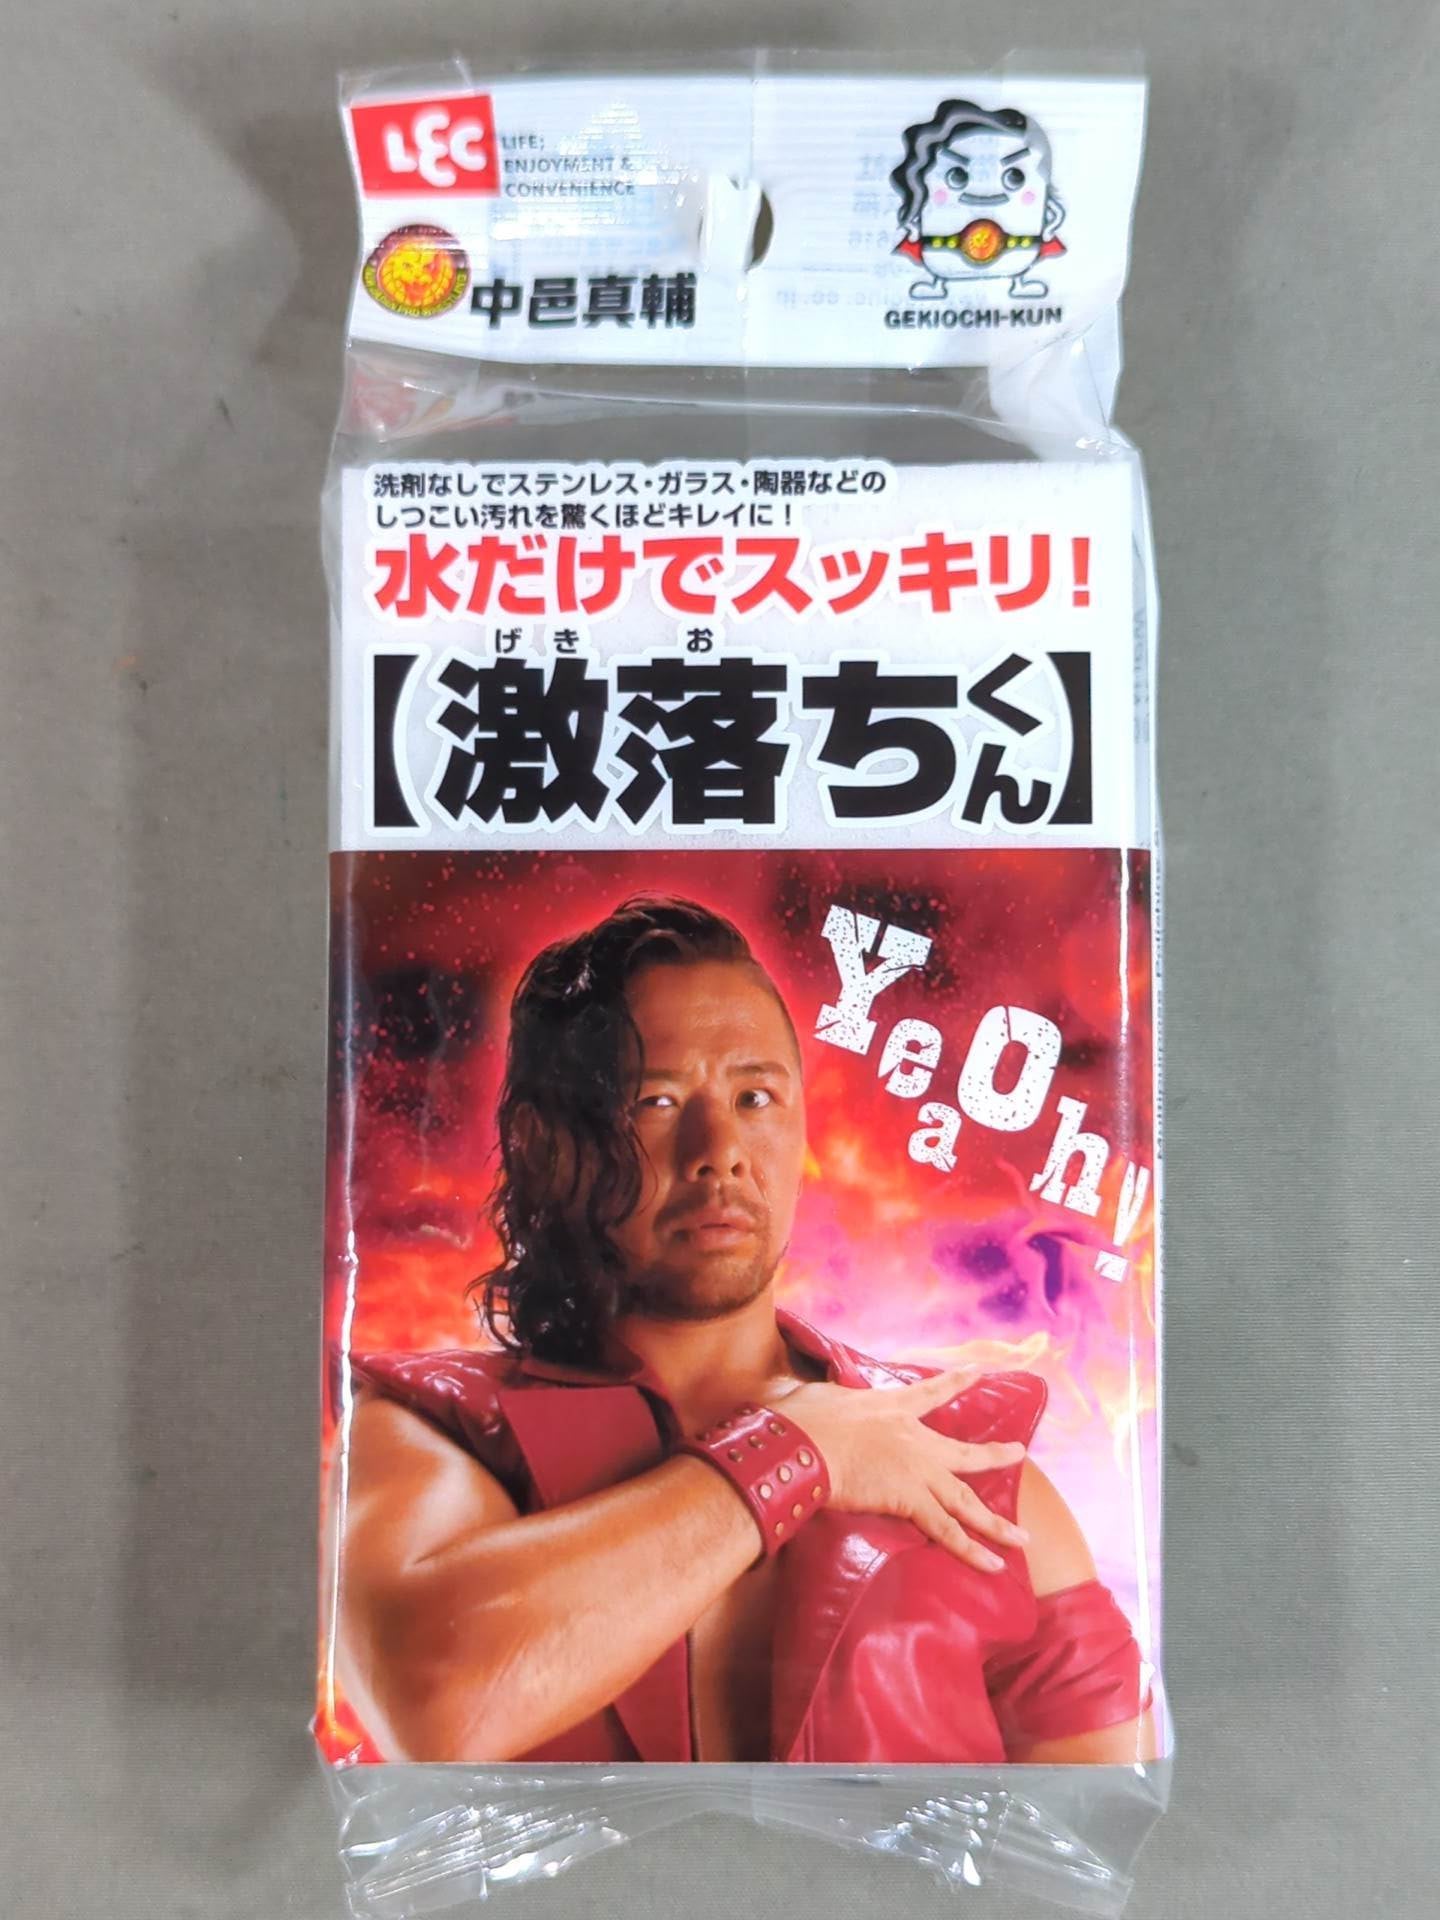 LEC
LIFE;
ENJOYMENT &
CONVENIENCE
中邑真輔
GEKIOCHI-KUN
洗剤なしでステンレス・ガラス・陶器などの
しつこい汚れを驚くほどキレイに！
水だけでスッキリ！
げき お
【激落ちくん】
Yea
Oh!